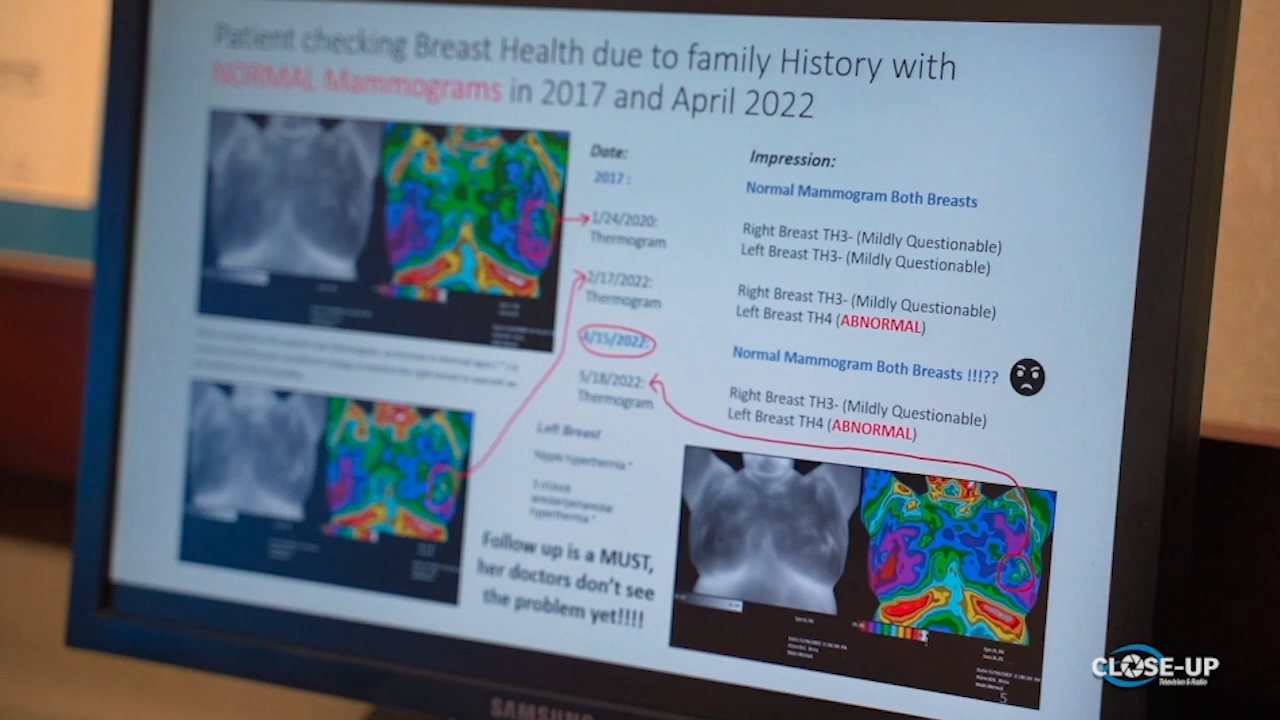 Patient checking Breast Health due to family History with
NORMAL Mammograms in 2017 and April 2022
Date:
Impression:
2017 :
Normal Mammogram Both Breasts
1/24/2020:
Thermogram
Right Breast TH3- (Mildly Questionable)
Left Breast TH3- (Mildly Questionable)
2/17/2022:
Thermogram
Right Breast TH3- (Mildly Questionable)
Left Breast TH4 (ABNORMAL)
4/15/2022:
Normal Mammogram Both Breasts !!!??
5/18/2022:
Thermogram
Right Breast TH3- (Mildly Questionable)
Left Breast TH4 (ABNORMAL)
Left Breast
Nipple hyperthermia *
areolar/periareolar
hyperthermia *
Follow up is a MUST,
her doctors don't see
the problem yet!!!!
5
SAMSUNG
CLOSE-UP
Television & Radio